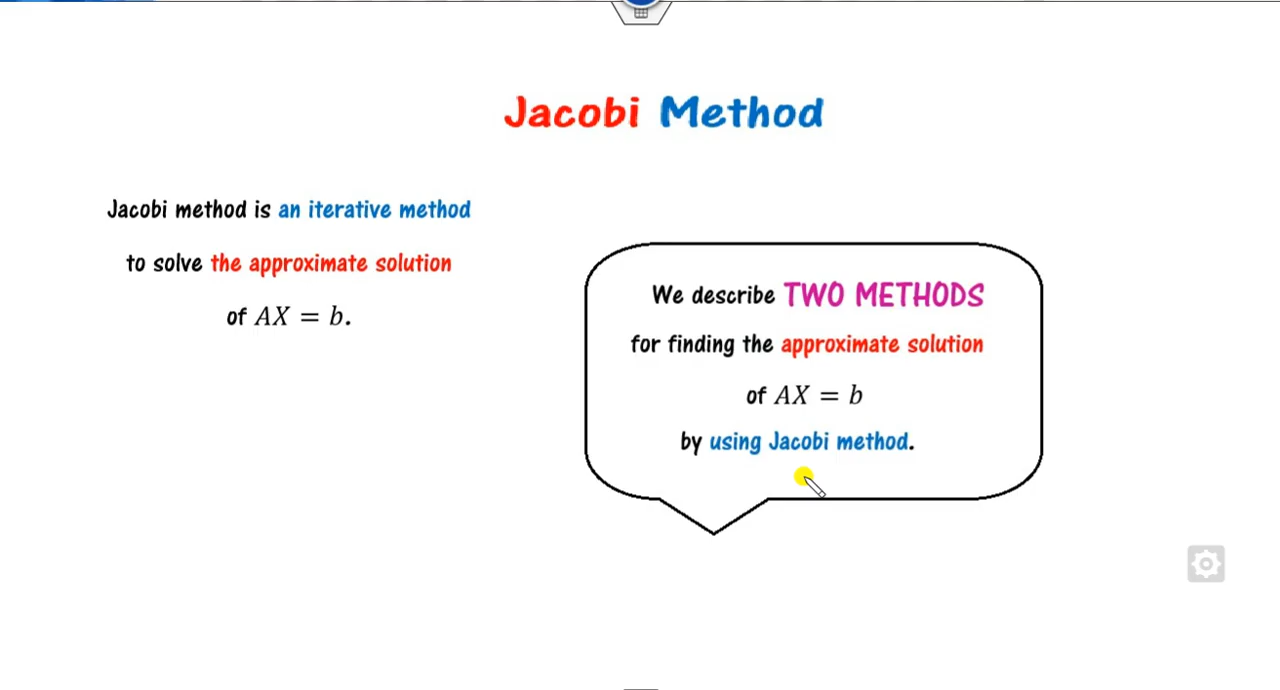 Jacobi Method
Jacobi method is an iterative method
to solve the approximate solution
of AX = b.
We describe TWO METHODS
for finding the approximate solution
of AX = b
by using Jacobi method.